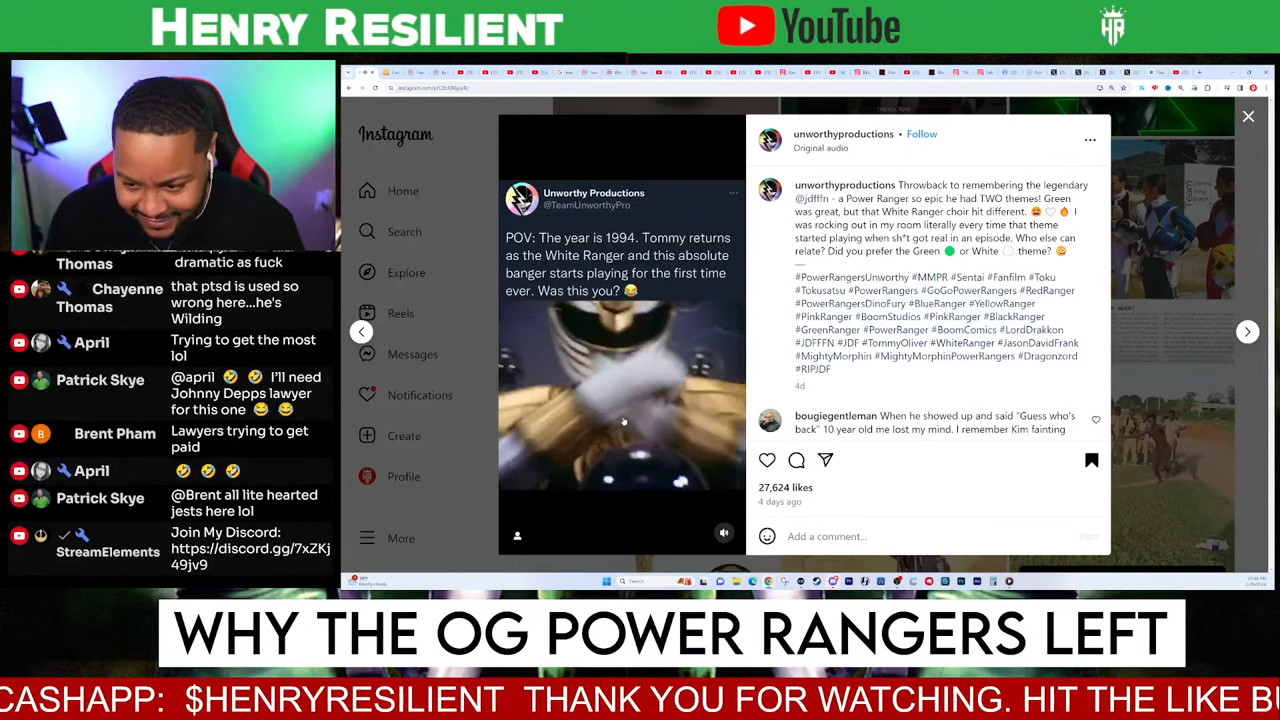 HENRY RESILIENT
YouTube
HR
Instagram
Home
Search
Explore
Reels
Messages
Notifications
Create
Profile
More
Unworthy Productions
@TeamUnworthyPro
POV: The year is 1994. Tommy returns
as the White Ranger and this absolute
banger starts playing for the first time
ever. Was this you? 😂
unworthyproductions • Follow
Original audio
unworthyproductions Throwback to remembering the legendary
@jdfffn - a Power Ranger so epic he had TWO themes! Green
was great, but that White Ranger choir hit different. 🤩 🤍 🔥 I
was rocking out in my room literally every time that theme
started playing when sh*t got real in an episode. Who else can
relate? Did you prefer the Green 🟢 or White ⚪ theme? 😳
—
#PowerRangersUnworthy #MMPR #Sentai #Fanfilm #Toku
#Tokusatsu #PowerRangers #GoGoPowerRangers #RedRanger
#PowerRangersDinoFury #BlueRanger #YellowRanger
#PinkRanger #BoomStudios #PinkRanger #BlackRanger
#GreenRanger #PowerRanger #BoomComics #LordDrakkon
#JDFFFN #JDF #TommyOliver #WhiteRanger #JasonDavidFrank
#MightyMorphin #MightyMorphinPowerRangers #Dragonzord
#RIPJDF
4d
bougiegentleman When he showed up and said "Guess who's
back" 10 year old me lost my mind. I remember Kim fainting
27,624 likes
4 days ago
Add a comment...
Post
Thomas dramatic as fuck
Chayenne Thomas that ptsd is used so
wrong here...he's
Wilding
April Trying to get the most
lol
Patrick Skye @april 🤣 🤣 I'll need
Johnny Depps lawyer
for this one 😂 😂
Brent Pham Lawyers trying to get
paid
April 🤣 🤣 🤣
Patrick Skye @Brent all lite hearted
jests here lol
StreamElements Join My Discord:
https://discord.gg/7xZKj
49jv9
WHY THE OG POWER RANGERS LEFT
CASHAPP: $HENRYRESILIENT THANK YOU FOR WATCHING. HIT THE LIKE BU